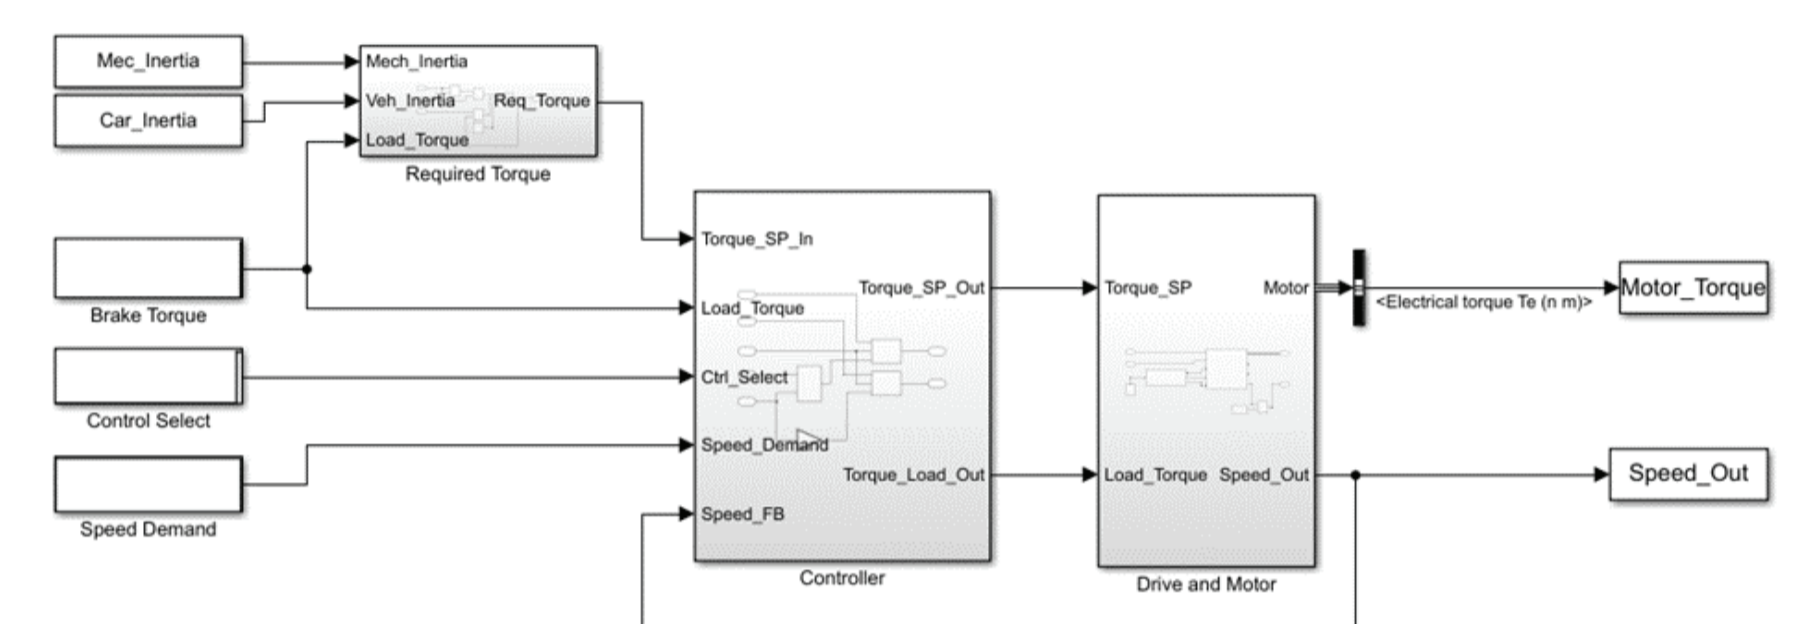 Mec_Inertia
Car_Inertia
Mech_Inertia
Veh_Inertia
Req_Torque
Load_Torque
Required Torque
Brake Torque
Control Select
Speed Demand
Torque_SP_In
Load_Torque
Ctrl_Select
Speed_Demand
Speed_FB
Torque_SP_Out
Torque_Load_Out
Controller
Torque_SP
Motor
Load_Torque
Speed_Out
Drive and Motor
<Electrical torque Te (n m)>
Motor_Torque
Speed_Out